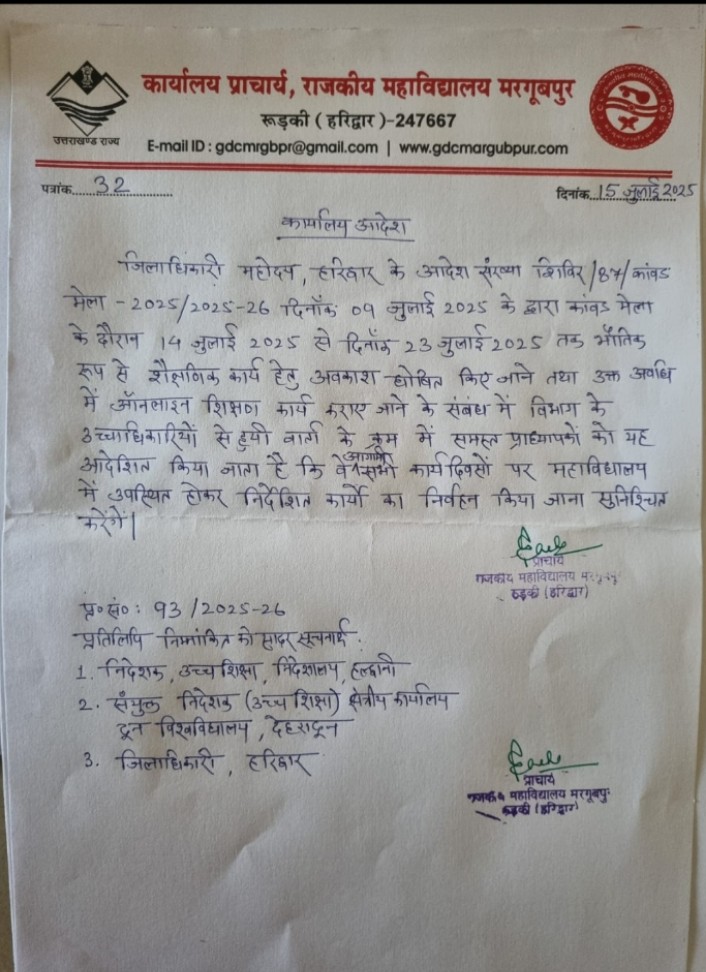 कार्यालय प्राचार्य, राजकीय महाविद्यालय मरगूबपुर
उत्तराखण्ड राज्य
रूड़की ( हरिद्वार )-247667
E-mail ID : gdcmrgbpr@gmail.com | www.gdcmargubpur.com
पत्रांक 32
दिनांक 15 जुलाई 2025
कार्यालय आदेश
जिलाधिकारी महोदय, हरिद्वार के आदेश संख्या शिविर /87/कांवड
मेला - 2025/2025-26 दिनाँक 09 जुलाई 2025 के द्वारा कांवड मेला
के दौरान 14 जुलाई 2025 से दिनाँक 23 जुलाई 2025 तक भौतिक
रूप से शैक्षणिक कार्य हेतु अवकाश घोषित किए जाने तथा उक्त अवधि
में ऑनलाइन शिक्षण कार्य कराए जाने के संबंध में विभाग के
उच्चाधिकारियों से हुयी वार्ता के क्रम में समस्त प्राध्यापकों को यह
आदेशित किया जाता है कि वे आगामी सभी कार्य दिवसों पर महाविद्यालय
में उपस्थित होकर निर्देशित कार्यो का निर्वहन किया जाना सुनिश्चित
करेंगें।
प्राचार्य
राजकीय महाविद्यालय
रुड़की (हरिद्वार)
प्र०सं० : 93 /2025-26
प्रतिलिपि निम्नांकित को सादर सूचनार्थ :
1. निदेशक, उच्च शिक्षा, निदेशालय, हल्द्वानी
2. संयुक्त निदेशक (उच्च शिक्षा) क्षेत्रीय कार्यालय
दून विश्वविद्यालय, देहरादून
3. जिलाधिकारी, हरिद्वार
प्राचार्य
महाविद्यालय मरगूबपुर
रुड़की (हरिद्वार)